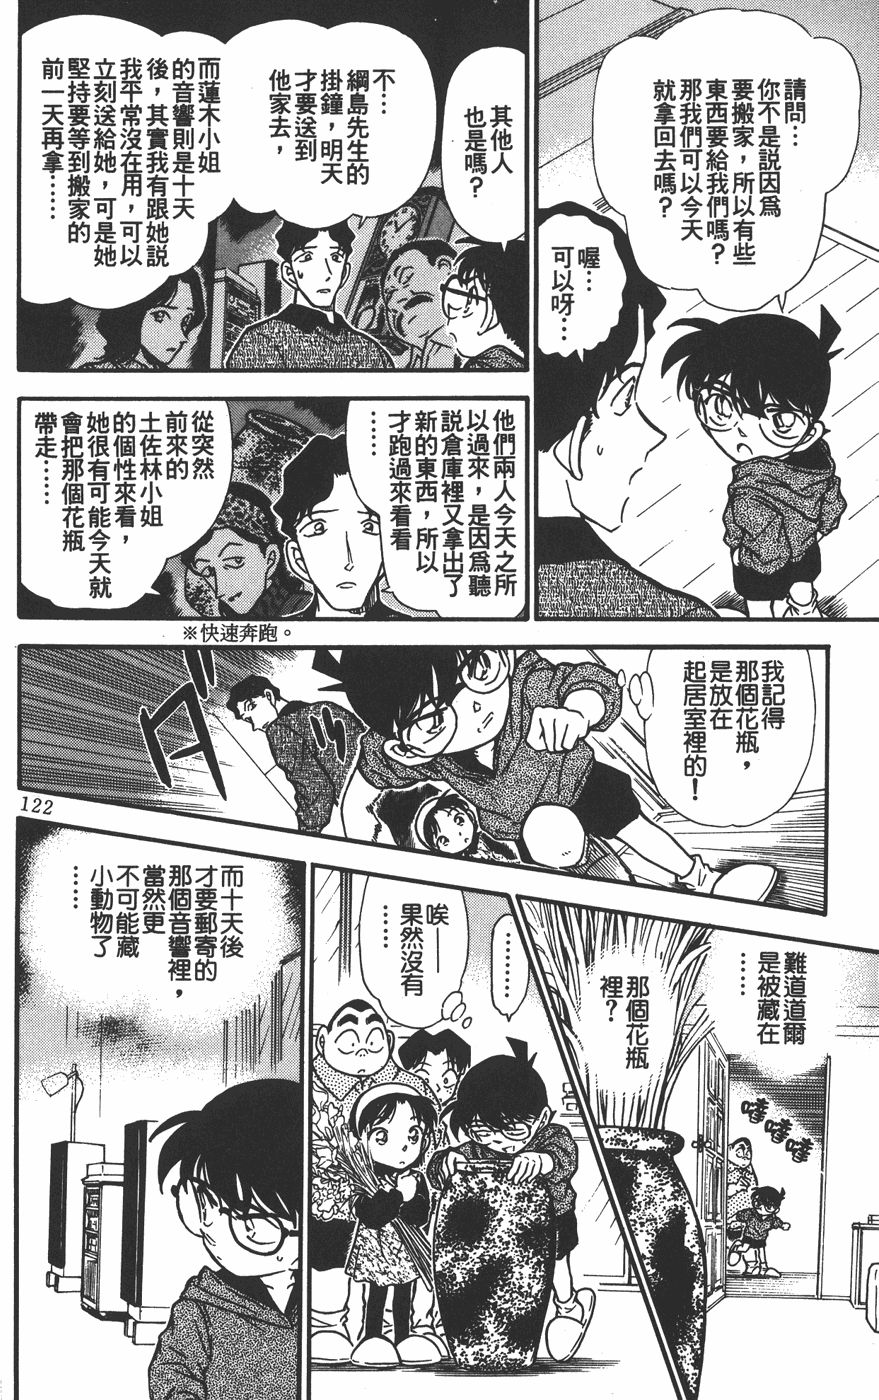 請問…
你不是説因為
要搬家，所以有些
東西要給我們嗎？
那我們可以今天
就拿回去嗎？
喔…
可以呀…
其他人
也是嗎？
不…
綱島先生的
掛鐘，明天
才要送到
他家去，
而蓮木小姐
的音響則是十天
後，其實我有跟她説
我平常沒在用，可以
立刻送給她，可是她
堅持要等到搬家的
前一天再拿……
他們兩人今天之所
以過來，是因為聽
説倉庫裡又拿出了
新的東西，所以
才跑過來看看
……
從突然
前來的
土佐林小姐
的個性來看，
她很有可能今天就
會把那個花瓶
帶走……
※快速奔跑。
我記得
那個花瓶，
是放在
起居室裡的！
ダッ
122
難道道爾
是被藏在
……
那個花瓶
裡？
噠噠噠
……
唉—
果然沒有
……
而十天後
才要郵寄的
那個音響裡，
當然更
不可能藏
小動物了
……